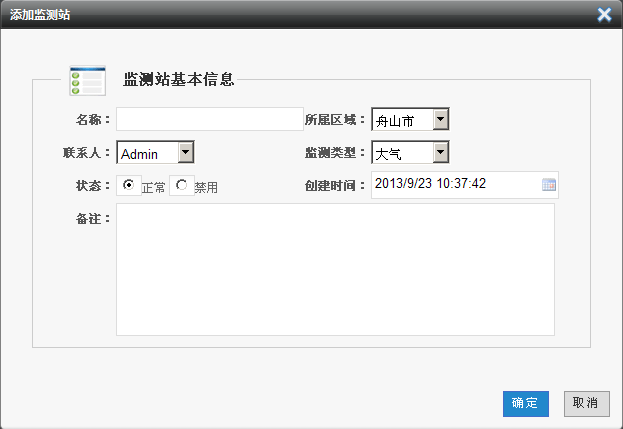 添加监测站
监测站基本信息
名称： 所属区域： 舟山市
联系人： Admin 监测类型： 大气
状态： 正常 禁用 创建时间： 2013/9/23 10:37:42
备注：
确定 取消